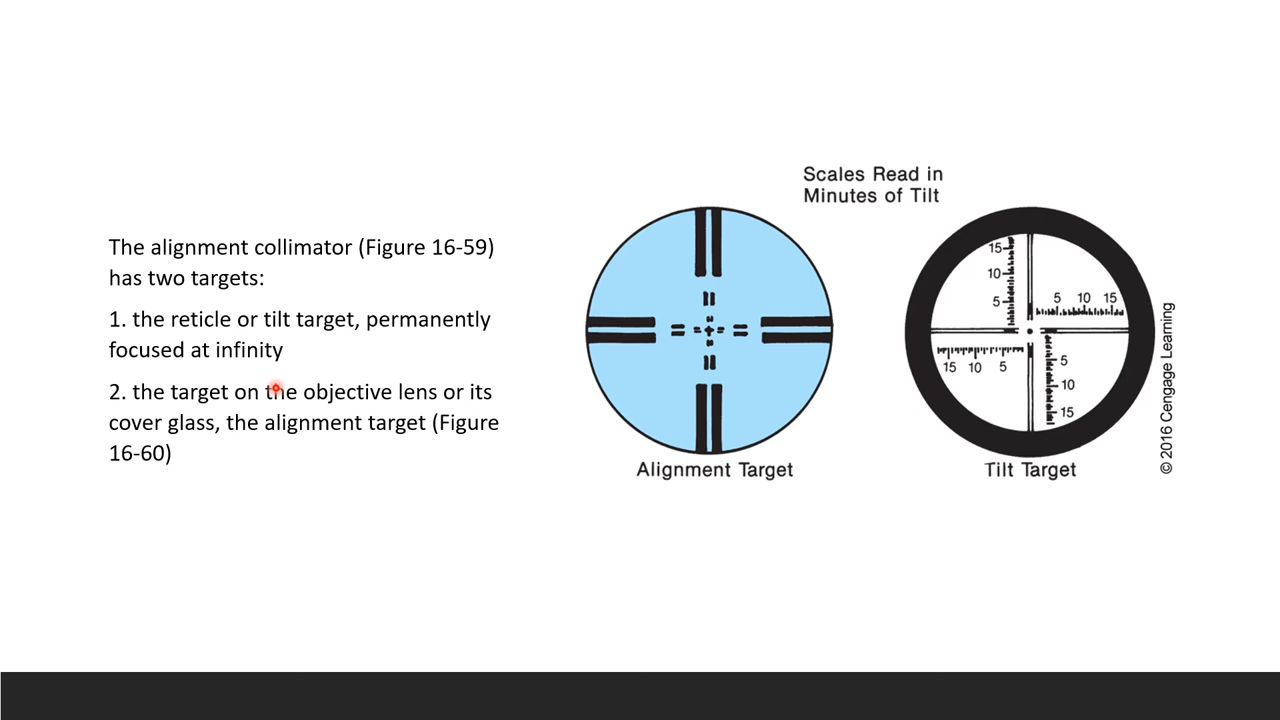 The alignment collimator (Figure 16-59)
has two targets:
1. the reticle or tilt target, permanently
focused at infinity
2. the target on the objective lens or its
cover glass, the alignment target (Figure
16-60)
Scales Read in
Minutes of Tilt
15
10
5
5 10 15
15 10 5
5
10
15
Alignment Target
Tilt Target
© 2016 Cengage Learning